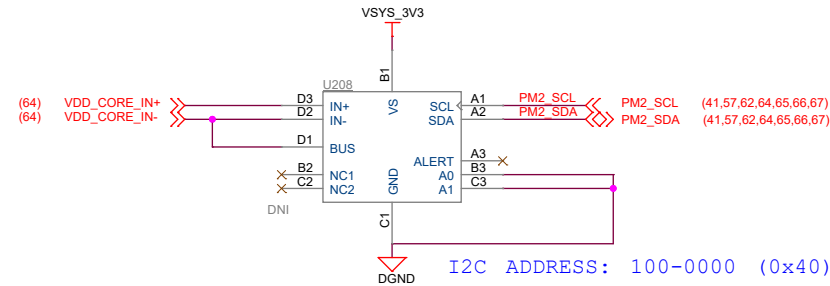 VSYS_3V3
B1
U208
(64) VDD_CORE_IN+ D3 IN+ VS SCL A1 PM2_SCL PM2_SCL (41,57,62,64,65,66,67)
(64) VDD_CORE_IN- D2 IN- SDA A2 PM2_SDA PM2_SDA (41,57,62,64,65,66,67)
D1 BUS
ALERT A3
B2 NC1 A0 B3
C2 NC2 GND A1 C3
DNI
C1
DGND
I2C ADDRESS: 100-0000 (0x40)